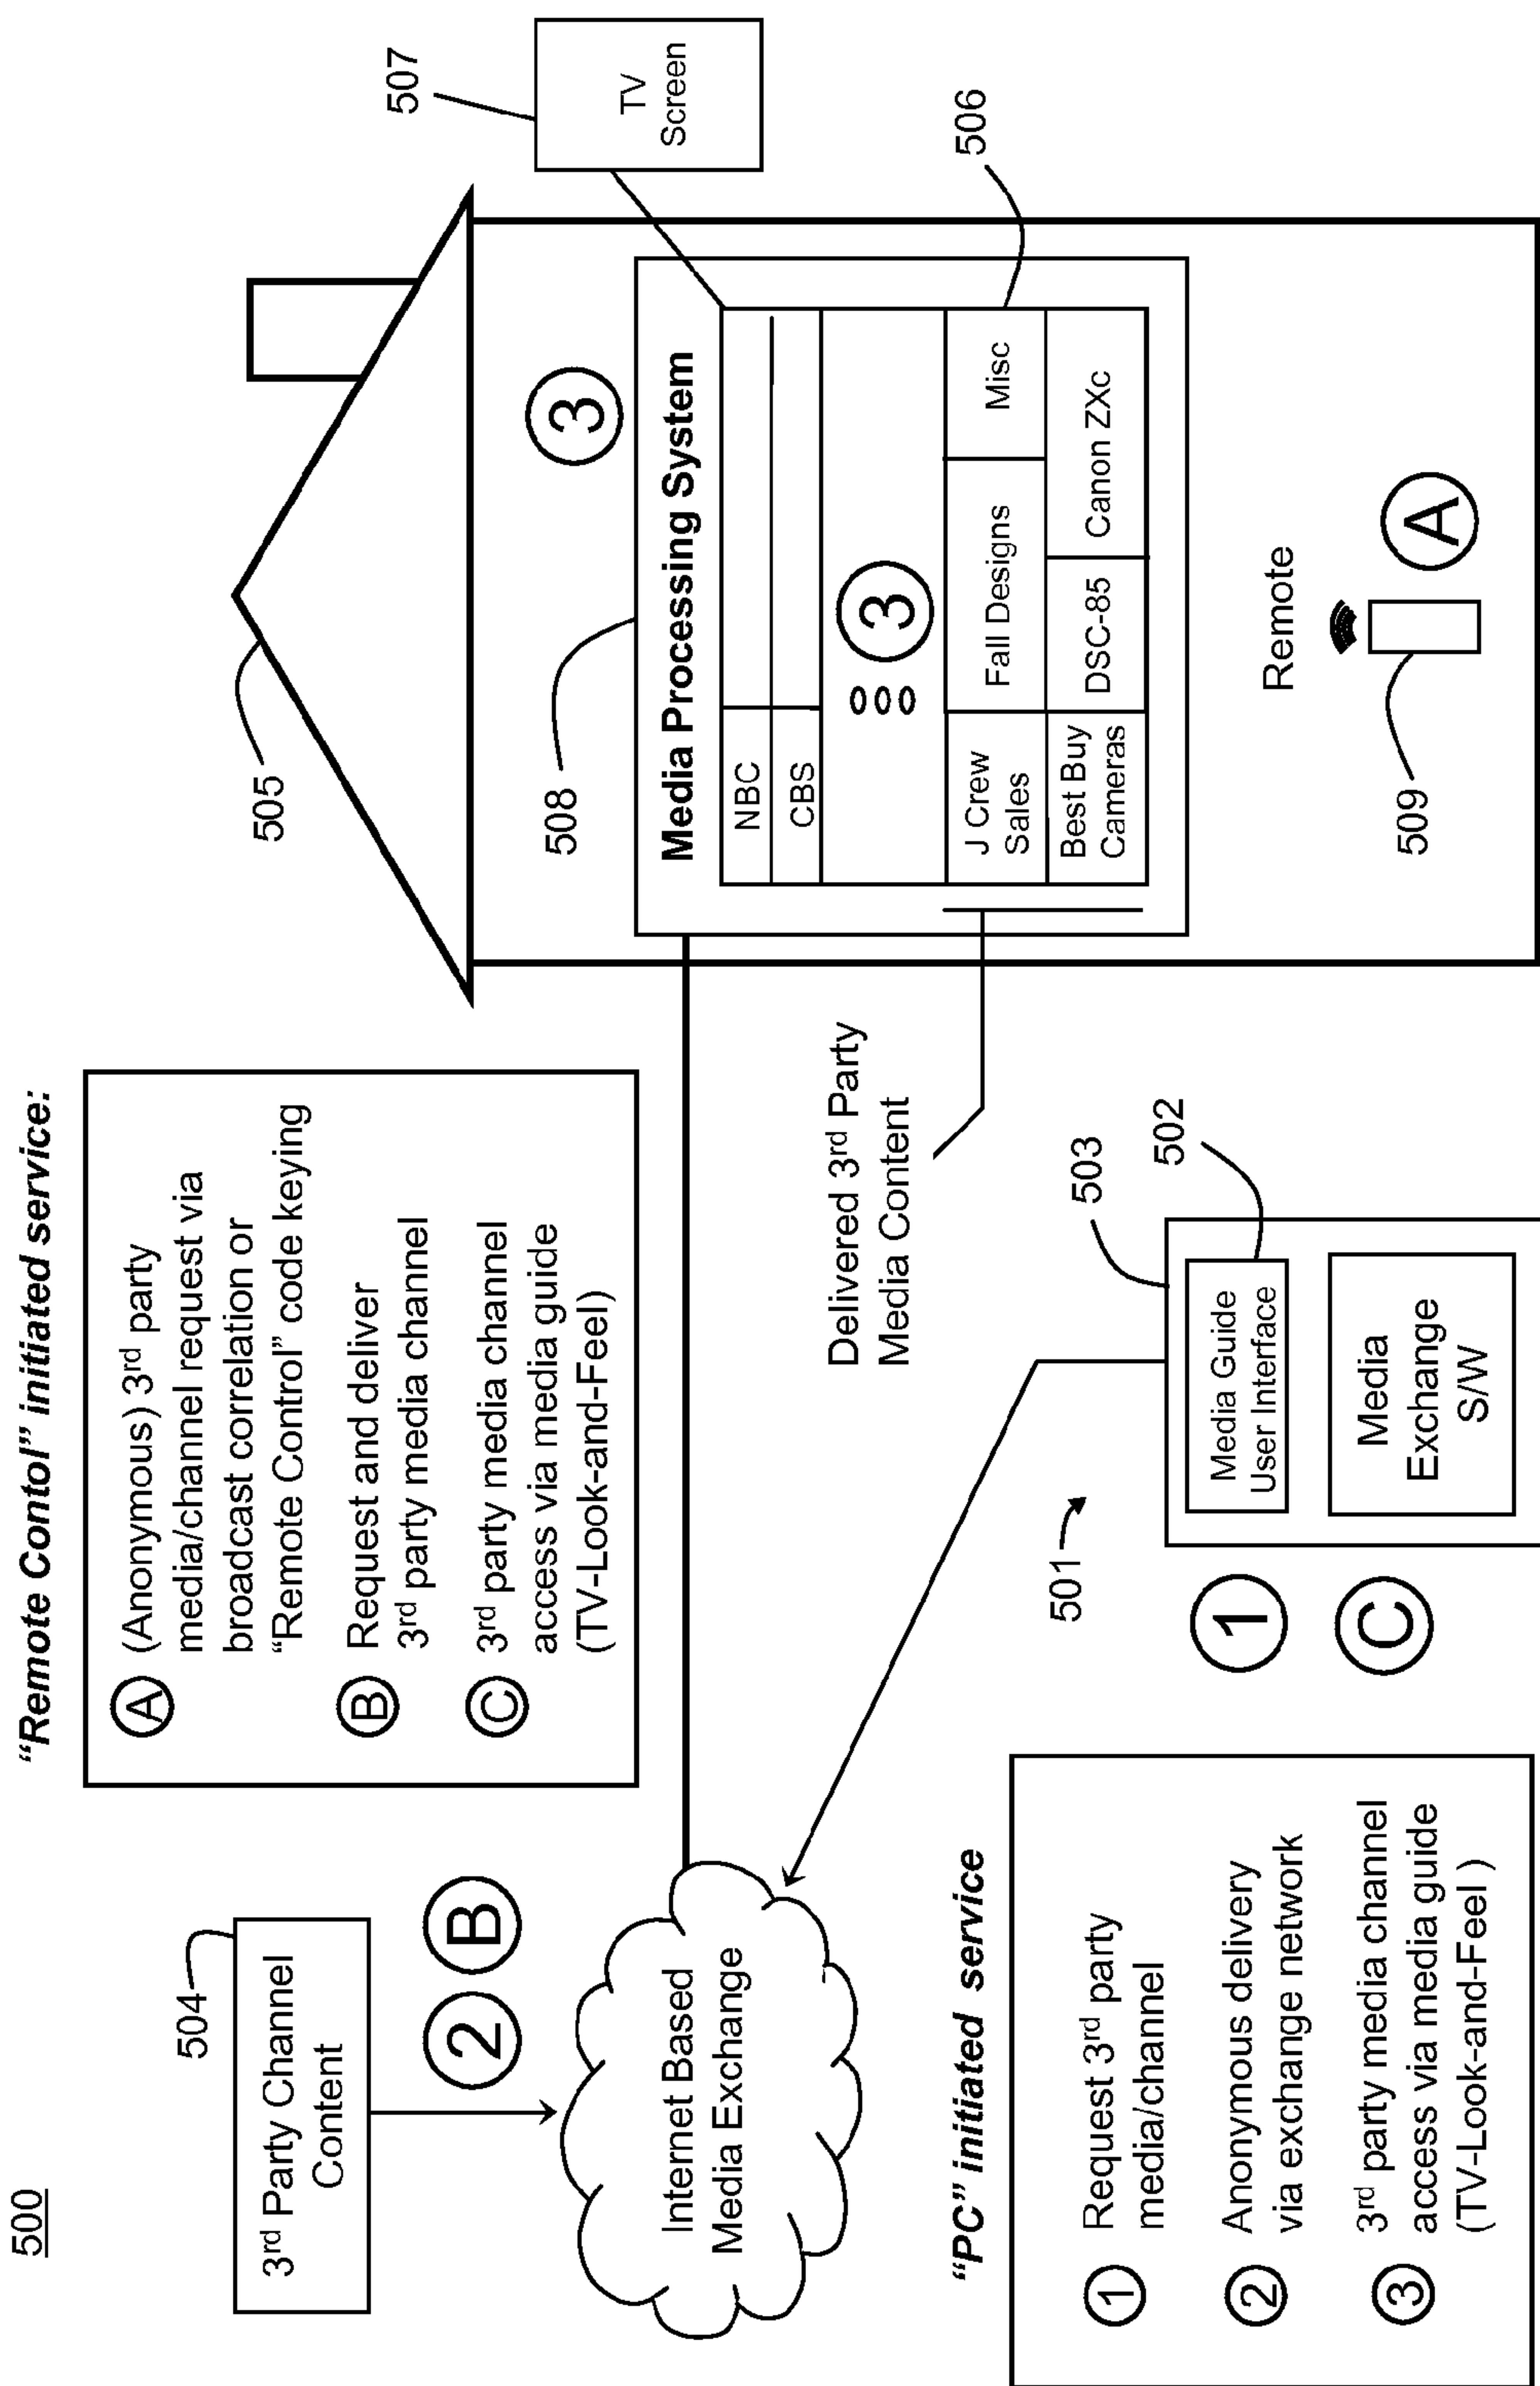 500
"Remote Contol" initiated service:
504
3rd Party Channel
Content
2
B
A
(Anonymous) 3rd party
media/channel request via
broadcast correlation or
"Remote Control" code keying
B
Request and deliver
3rd party media channel
C
3rd party media channel
access via media guide
(TV-Look-and-Feel)
Internet Based
Media Exchange
505
507
TV
Screen
3
508
Media Processing System
NBC
CBS
3
J Crew
Sales
Fall Designs
Misc
Best Buy
Cameras
DSC-85
Canon ZXc
506
Remote
509
A
Delivered 3rd Party
Media Content
"PC" initiated service
1
Request 3rd party
media/channel
2
Anonymous delivery
via exchange network
3
3rd party media channel
access via media guide
(TV-Look-and-Feel )
501
503
502
1
C
Media Guide
User Interface
Media
Exchange
S/W